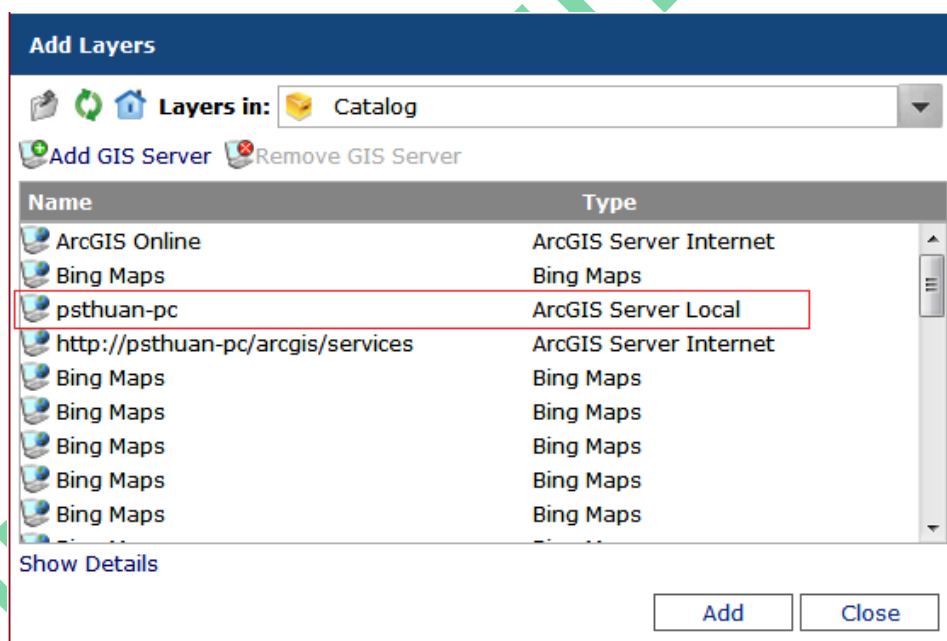 Add Layers
Layers in: Catalog
Add GIS Server Remove GIS Server
Name Type
ArcGIS Online ArcGIS Server Internet
Bing Maps Bing Maps
psthuan-pc ArcGIS Server Local
http://psthuan-pc/arcgis/services ArcGIS Server Internet
Bing Maps Bing Maps
Bing Maps Bing Maps
Bing Maps Bing Maps
Bing Maps Bing Maps
Bing Maps Bing Maps
Show Details
Add Close